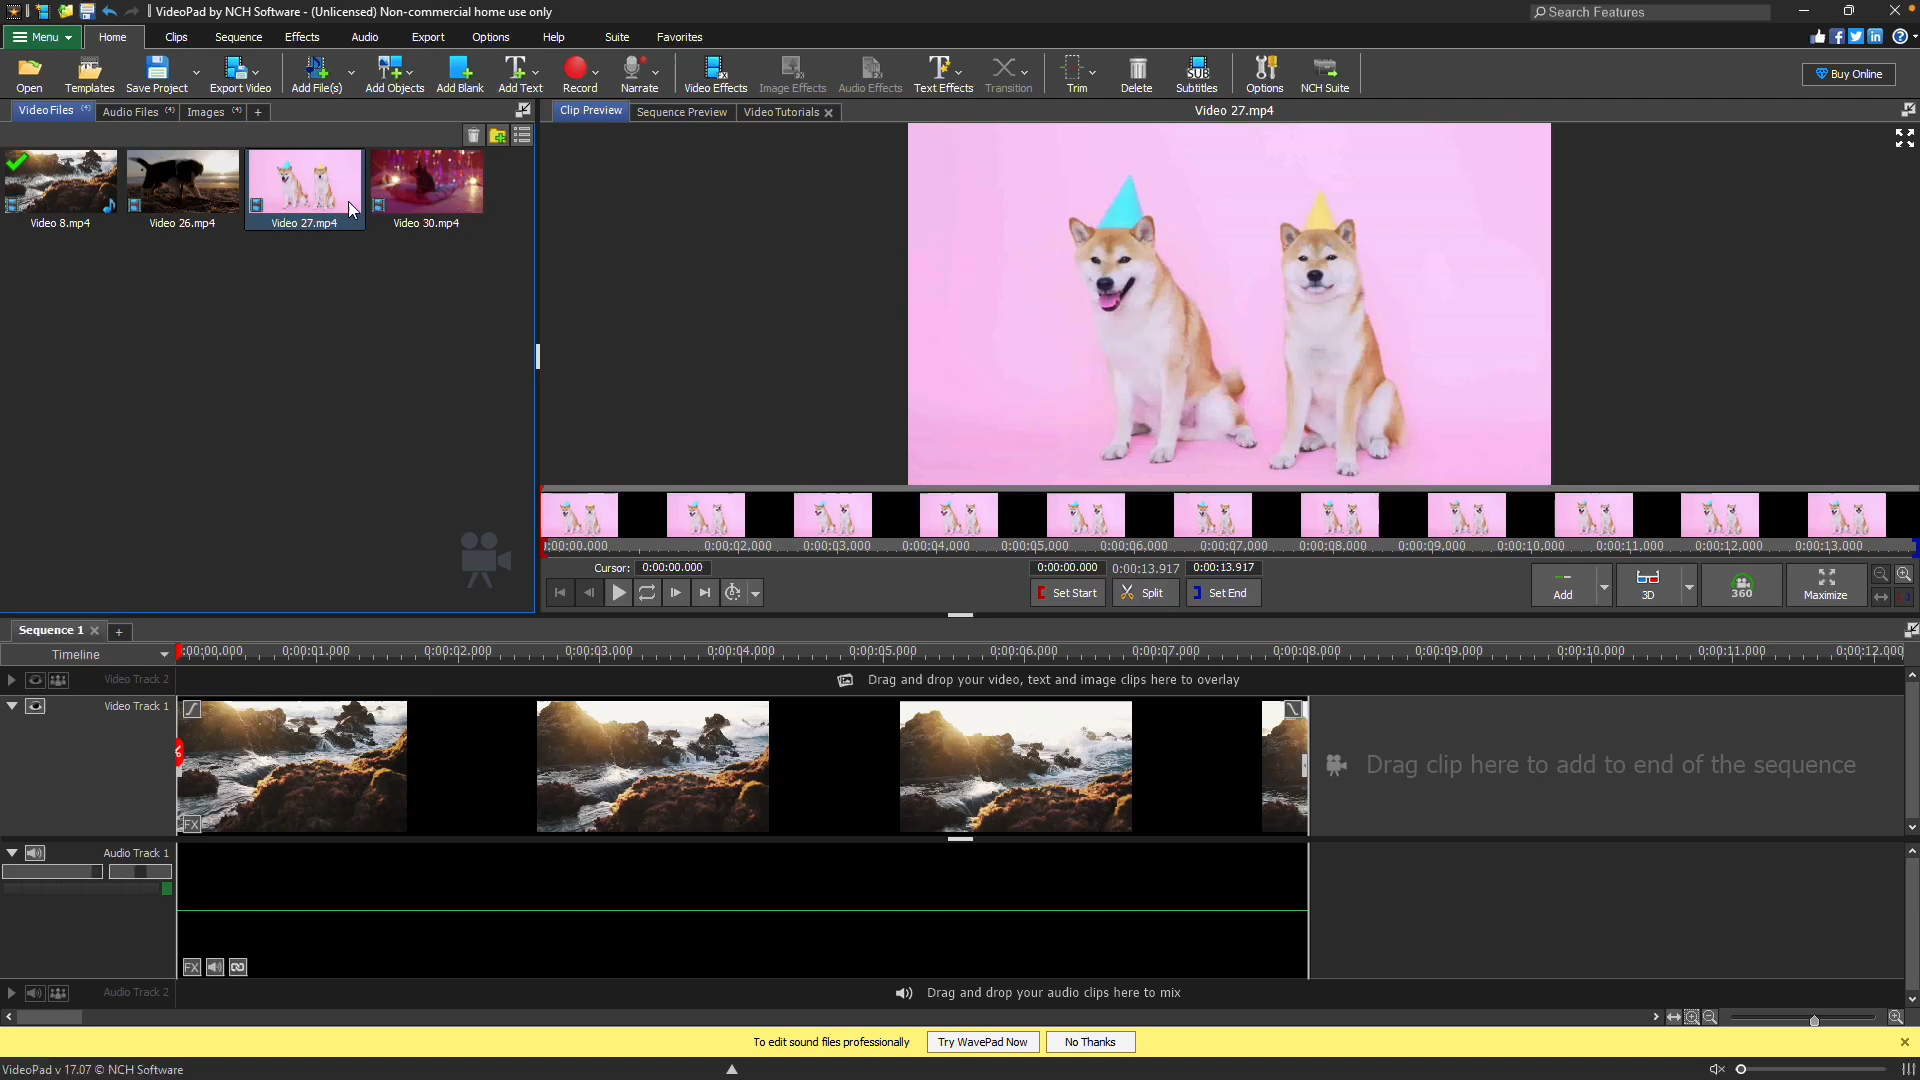 VideoPad by NCH Software - (Unlicensed) Non-commercial home use only
Search Features
Menu Home Clips Sequence Effects Audio Export Options Help Suite Favorites
Open Templates Save Project Export Video Add File(s) Add Objects Add Blank Add Text Record Narrate Video Effects Image Effects Audio Effects Text Effects Transition Trim Delete SUB Subtitles Options NCH Suite Buy Online
Video Files (4) Audio Files (4) Images (4) +
Clip Preview Sequence Preview Video Tutorials Video 27.mp4
Video 8.mp4 Video 26.mp4 Video 27.mp4 Video 30.mp4
0:00:02.000 0:00:03.000 0:00:04.000 0:00:05.000 0:00:06.000 0:00:07.000 0:00:08.000 0:00:09.000 0:00:10.000 0:00:11.000 0:00:12.000 0:00:13.000
Cursor: 0:00:00.000 0:00:00.000 0:00:13.917 0:00:13.917
Set Start Split Set End Add 3D 360 Maximize
Sequence 1 +
Timeline :00:00.000 0:00:01.000 0:00:02.000 0:00:03.000 0:00:04.000 0:00:05.000 0:00:06.000 0:00:07.000 0:00:08.000 0:00:09.000 0:00:10.000 0:00:11.000 0:00:12.000
Video Track 2 Drag and drop your video, text and image clips here to overlay
Video Track 1
Drag clip here to add to end of the sequence
FX
Audio Track 1
FX
Audio Track 2 Drag and drop your audio clips here to mix
To edit sound files professionally Try WavePad Now No Thanks
VideoPad v 17.07 © NCH Software